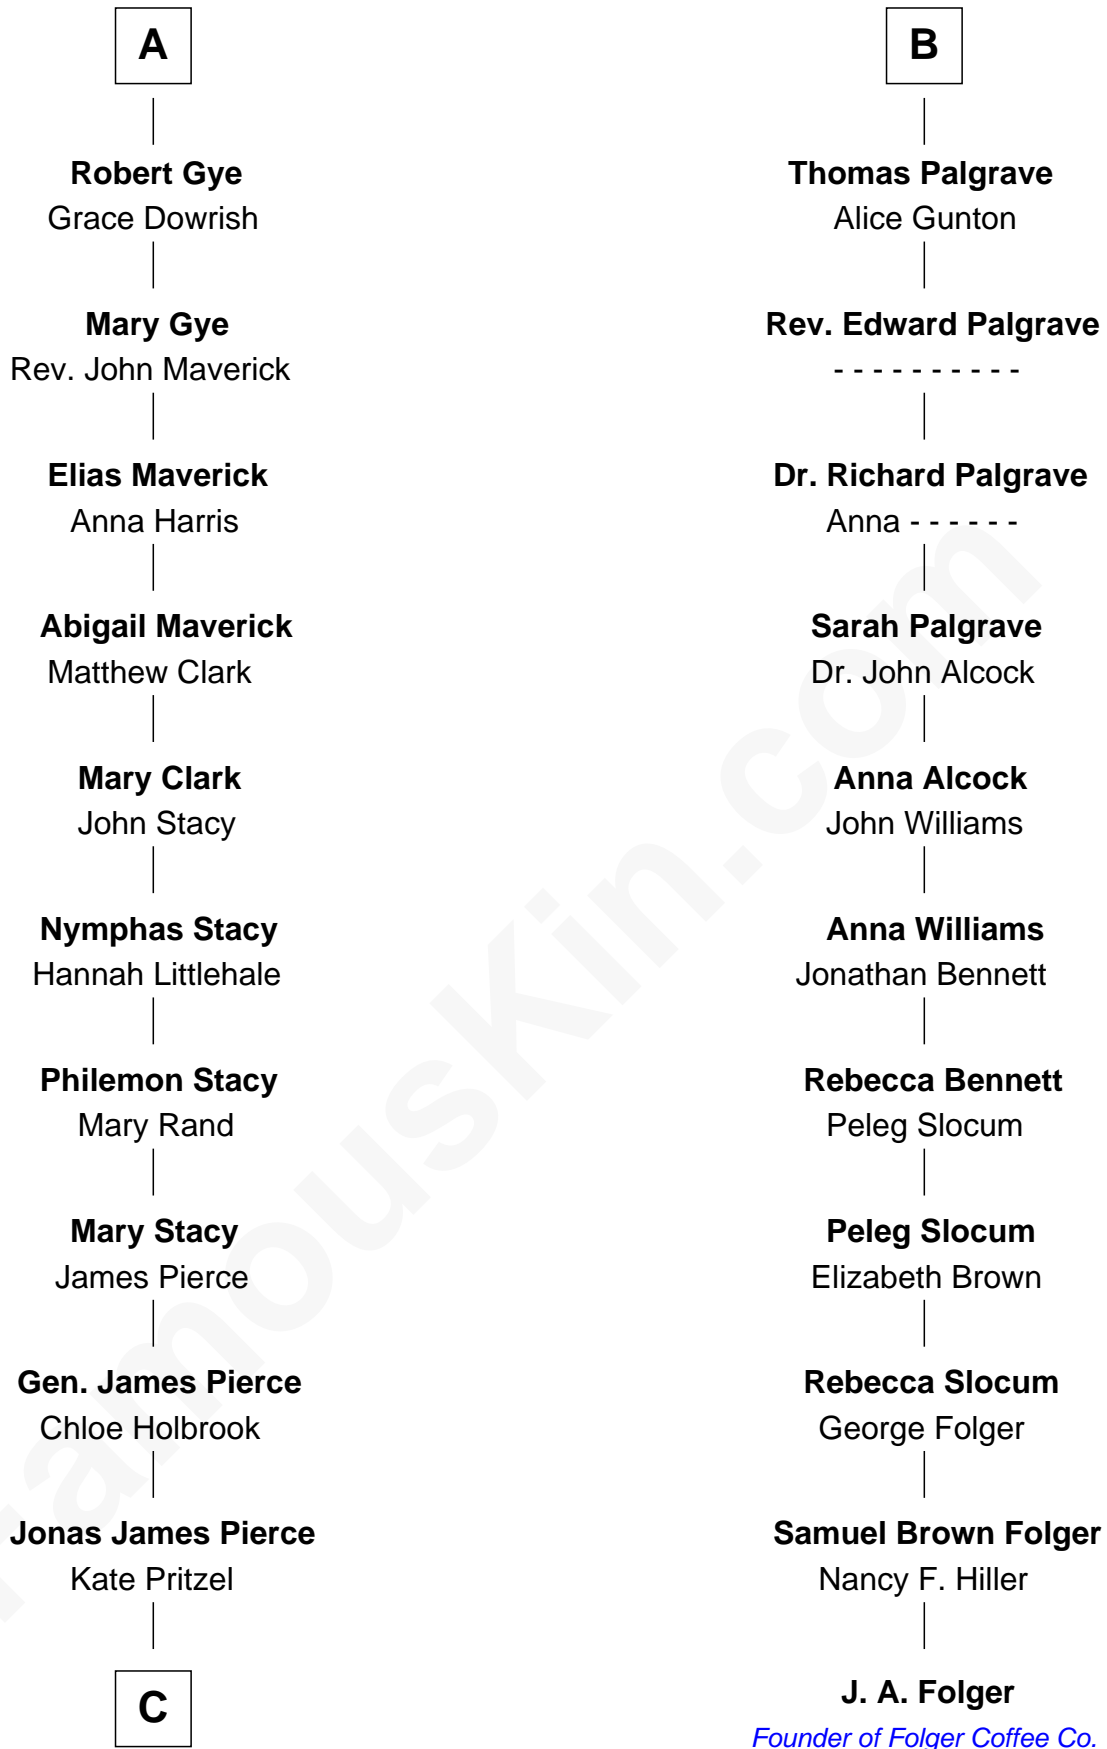 A
Robert Gye
Grace Dowrish
Mary Gye
Rev. John Maverick
Elias Maverick
Anna Harris
Abigail Maverick
Matthew Clark
Mary Clark
John Stacy
Nymphas Stacy
Hannah Littlehale
Philemon Stacy
Mary Rand
Mary Stacy
James Pierce
Gen. James Pierce
Chloe Holbrook
Jonas James Pierce
Kate Pritzel
C
B
Thomas Palgrave
Alice Gunton
Rev. Edward Palgrave
- - - - - - - - - -
Dr. Richard Palgrave
Anna - - - - - -
Sarah Palgrave
Dr. John Alcock
Anna Alcock
John Williams
Anna Williams
Jonathan Bennett
Rebecca Bennett
Peleg Slocum
Peleg Slocum
Elizabeth Brown
Rebecca Slocum
George Folger
Samuel Brown Folger
Nancy F. Hiller
J. A. Folger
Founder of Folger Coffee Co.
FamousKin.com